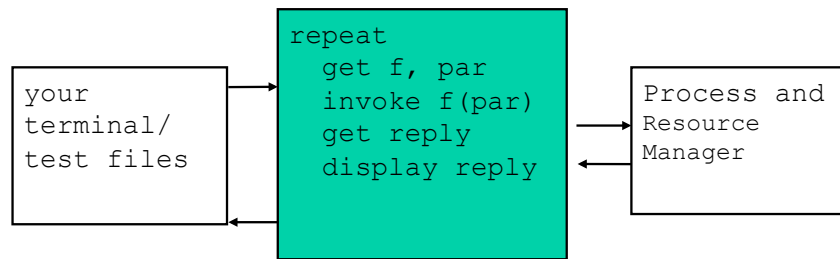 your
terminal/
test files
repeat
get f, par
invoke f(par)
get reply
display reply
Process and
Resource
Manager